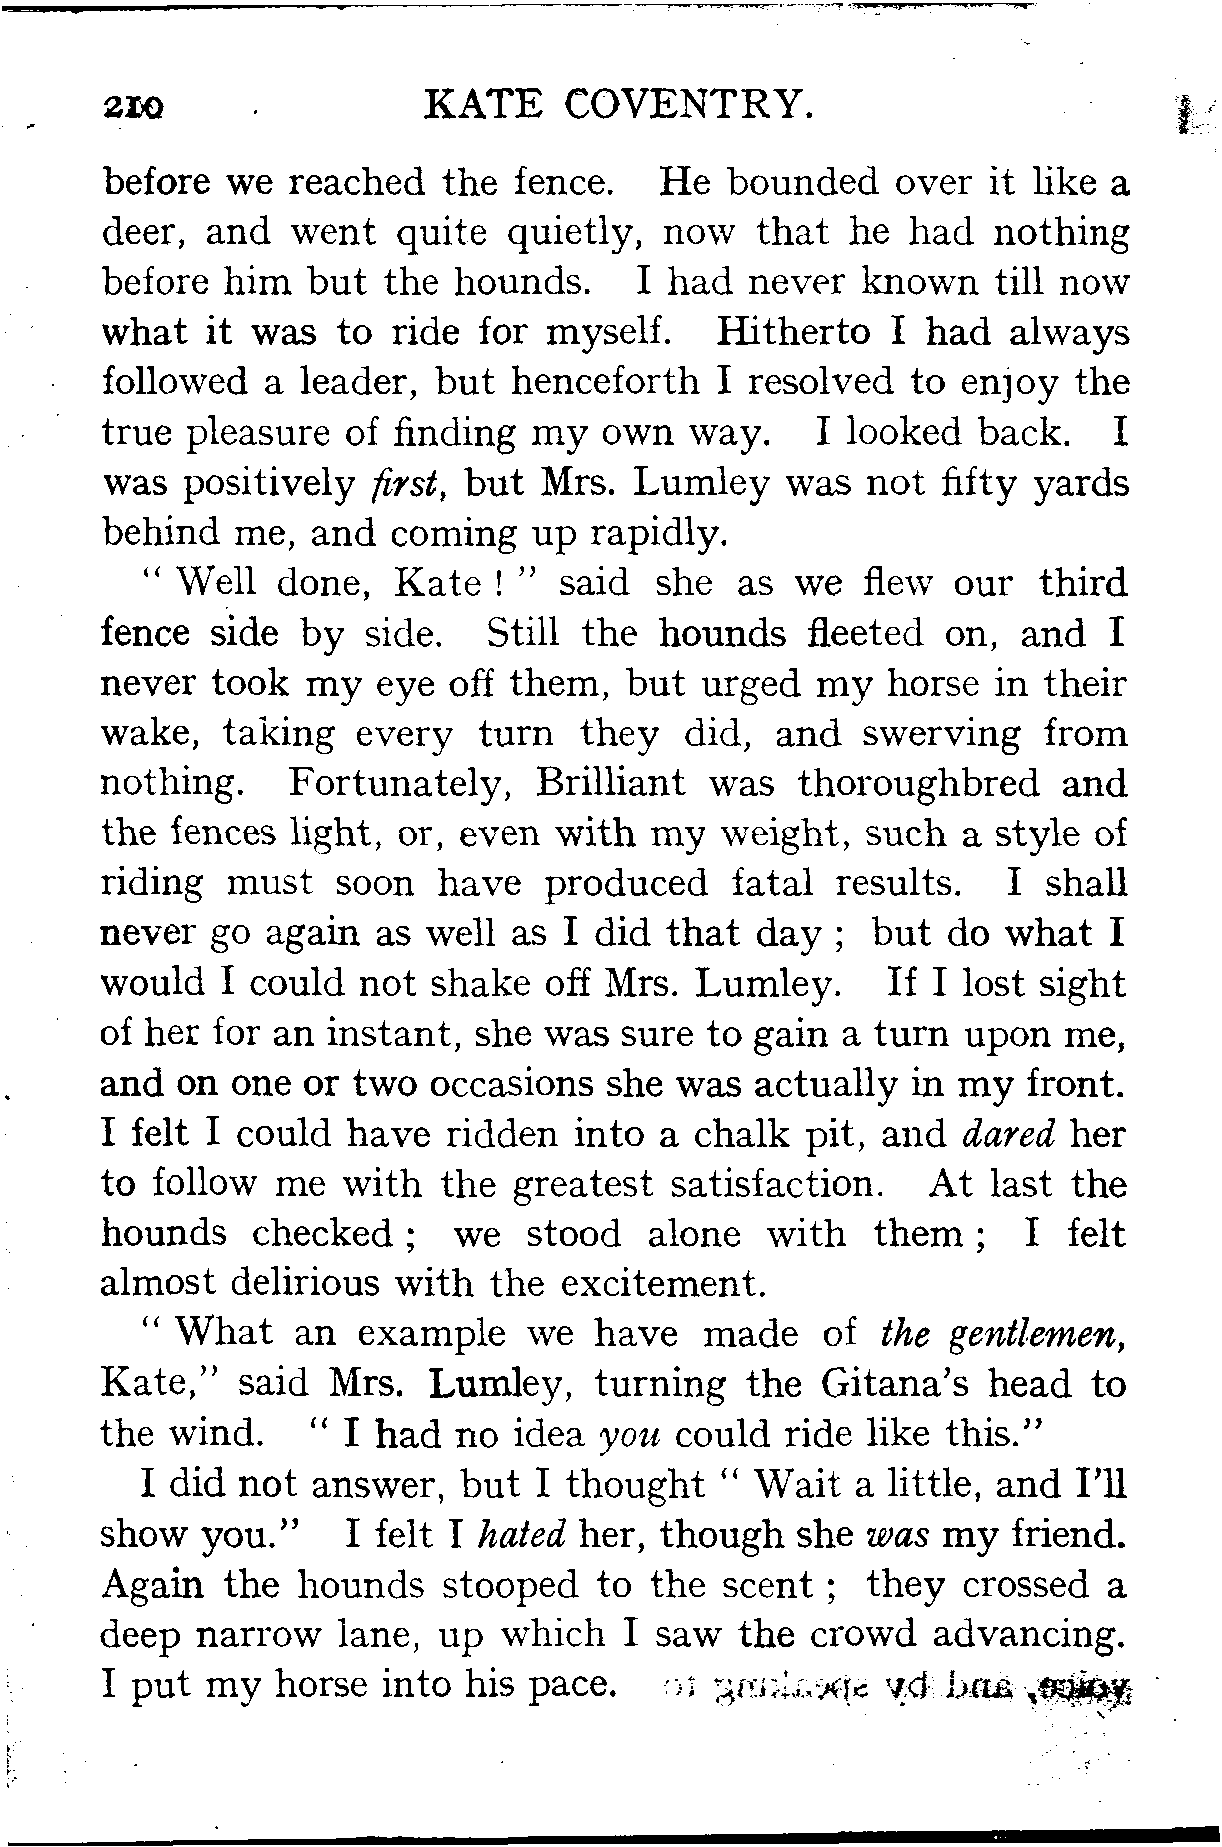 210 KATE COVENTRY.
before we reached the fence. He bounded over it like a
deer, and went quite quietly, now that he had nothing
before him but the hounds. I had never known till now
what it was to ride for myself. Hitherto I had always
followed a leader, but henceforth I resolved to enjoy the
true pleasure of finding my own way. I looked back. I
was positively first, but Mrs. Lumley was not fifty yards
behind me, and coming up rapidly.
“ Well done, Kate ! ” said she as we flew our third
fence side by side. Still the hounds fleeted on, and I
never took my eye off them, but urged my horse in their
wake, taking every turn they did, and swerving from
nothing. Fortunately, Brilliant was thoroughbred and
the fences light, or, even with my weight, such a style of
riding must soon have produced fatal results. I shall
never go again as well as I did that day ; but do what I
would I could not shake off Mrs. Lumley. If I lost sight
of her for an instant, she was sure to gain a turn upon me,
and on one or two occasions she was actually in my front.
I felt I could have ridden into a chalk pit, and dared her
to follow me with the greatest satisfaction. At last the
hounds checked ; we stood alone with them ; I felt
almost delirious with the excitement.
“ What an example we have made of the gentlemen,
Kate,” said Mrs. Lumley, turning the Gitana’s head to
the wind. “ I had no idea you could ride like this.”
I did not answer, but I thought “ Wait a little, and I’ll
show you.” I felt I hated her, though she was my friend.
Again the hounds stooped to the scent ; they crossed a
deep narrow lane, up which I saw the crowd advancing.
I put my horse into his pace.